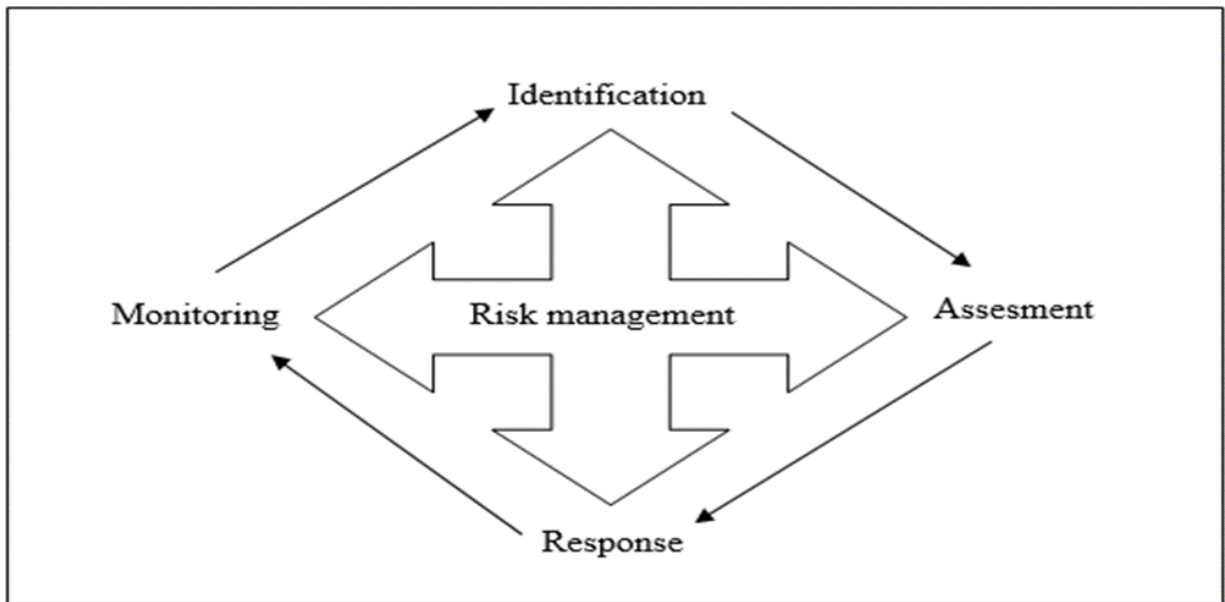 Identification
Monitoring
Risk management
Assesment
Response